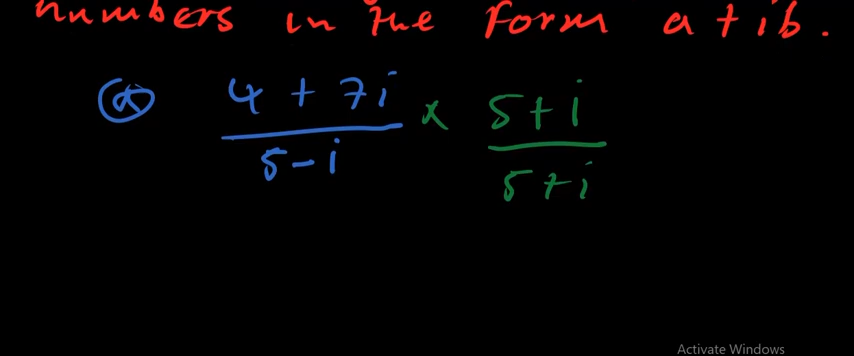 numbers in the form a + ib.
(a) 4 + 7i / 5 - i × 5 + i / 5 + i
Activate Windows